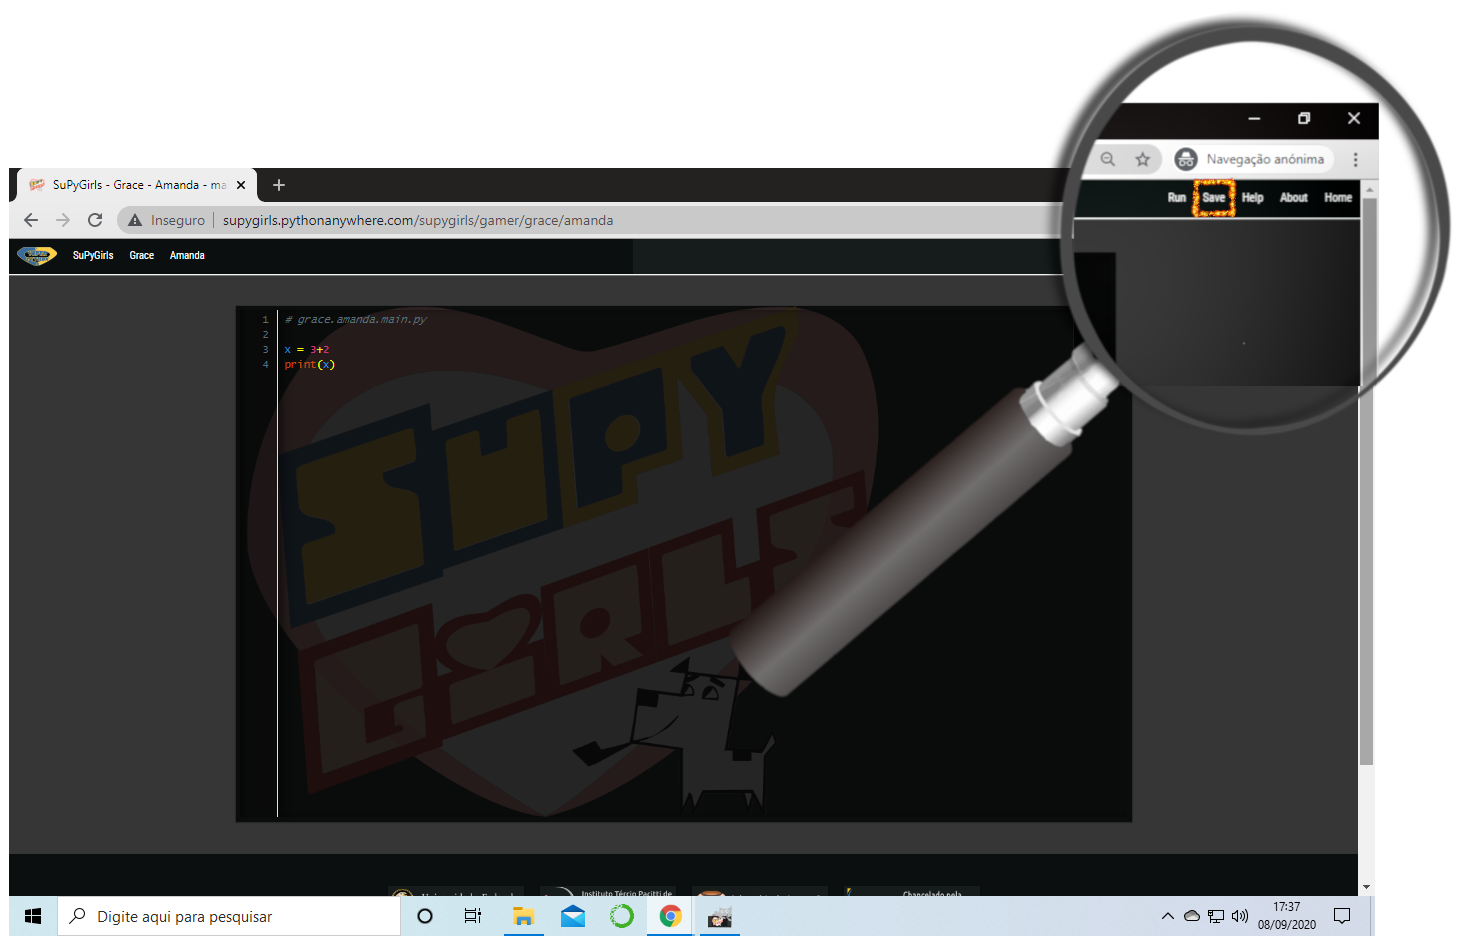 Navegação anónima
Run Save Help About Home
SuPyGirls - Grace - Amanda - ma
Inseguro supygirls.pythonanywhere.com/supygirls/gamer/grace/amanda
SuPyGirls Grace Amanda
1 # grace.amanda.main.py
2
3 x = 3+2
4 print(x)
SuPY
GIRLS
Instituto Tércio Pacitti de
Chancelado pela
Digite aqui para pesquisar
17:37
08/09/2020